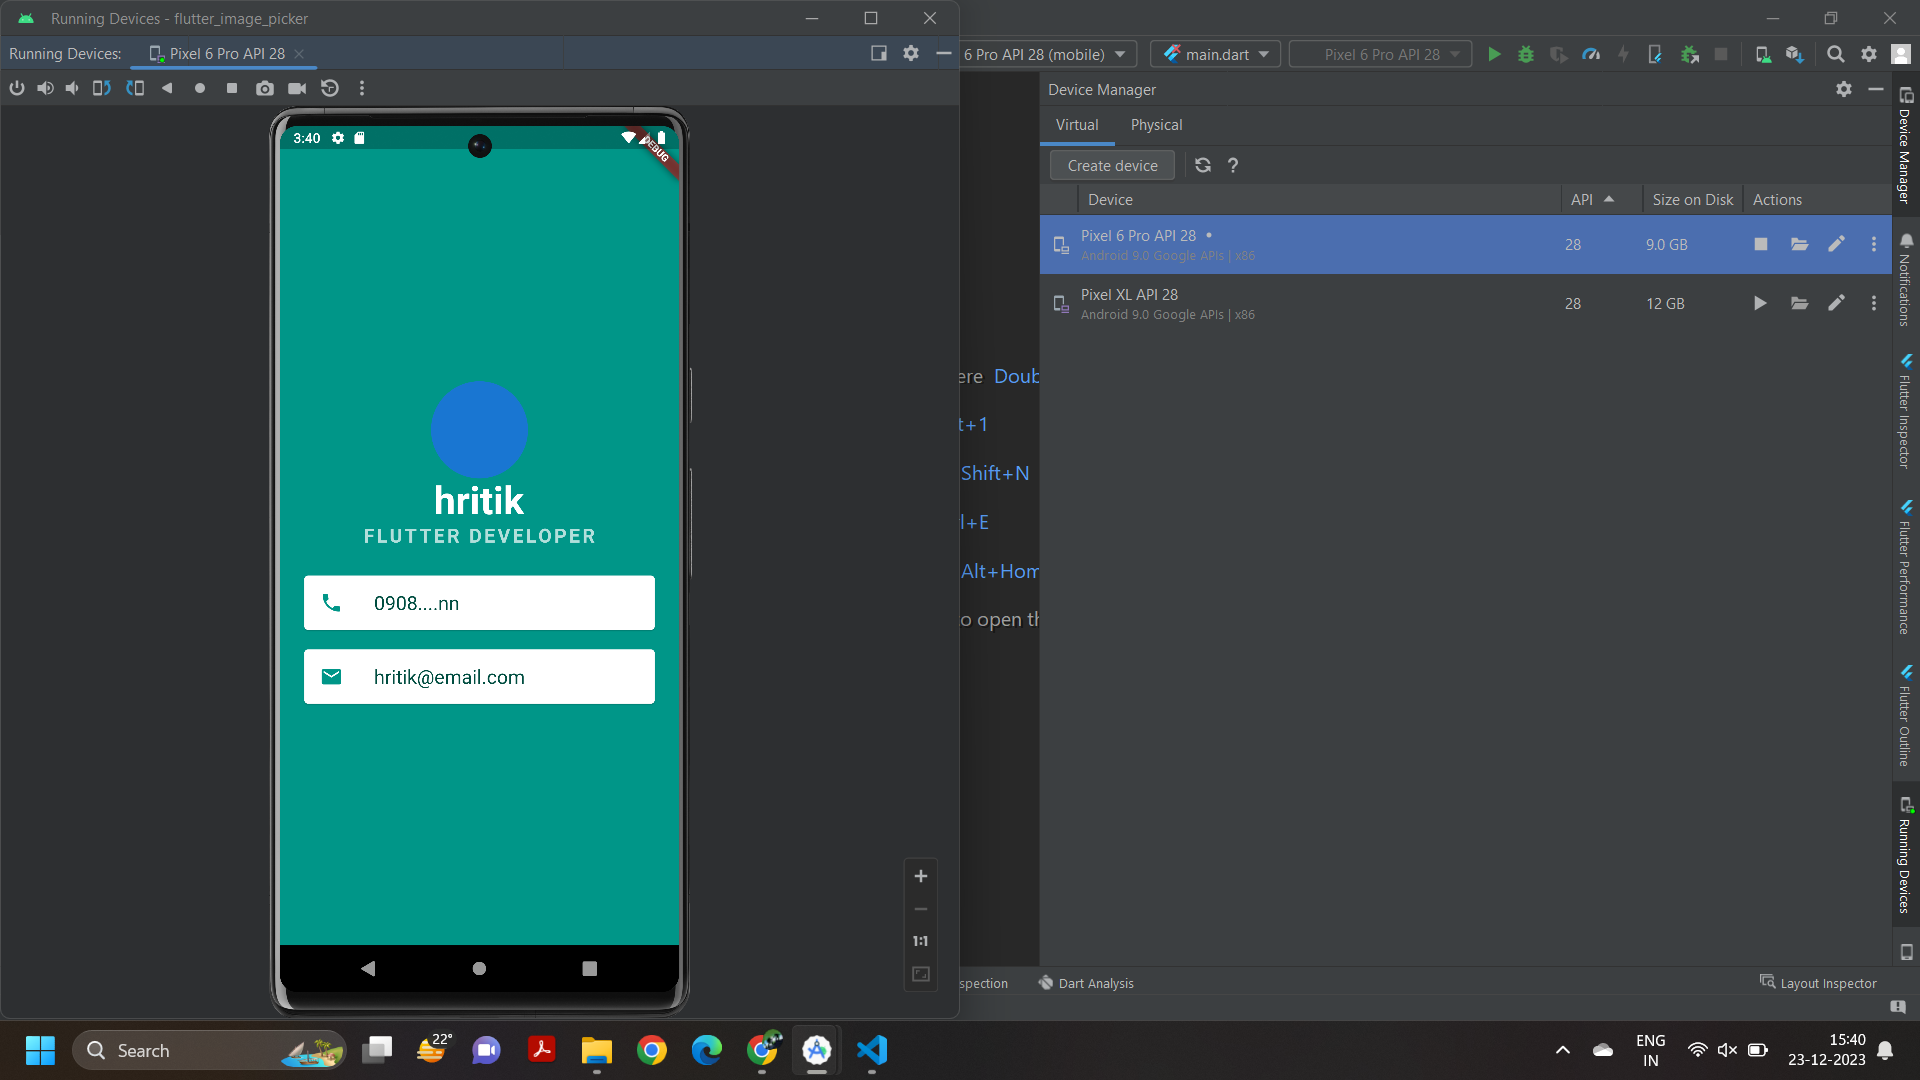 Running Devices - flutter_image_picker
Running Devices:
Pixel 6 Pro API 28
6 Pro API 28 (mobile)
main.dart
Pixel 6 Pro API 28
3:40
DEBUG
hritik
FLUTTER DEVELOPER
0908....nn
hritik@email.com
1:1
ere Doub
t+1
Shift+N
l+E
Alt+Hom
o open th
Device Manager
Virtual
Physical
Create device
?
Device
API
Size on Disk
Actions
Pixel 6 Pro API 28 •
Android 9.0 Google APIs | x86
28
9.0 GB
Pixel XL API 28
Android 9.0 Google APIs | x86
28
12 GB
Device Manager
Notifications
Flutter Inspector
Flutter Performance
Flutter Outline
Running Devices
spection
Dart Analysis
Layout Inspector
Search
22°
ENG
IN
15:40
23-12-2023